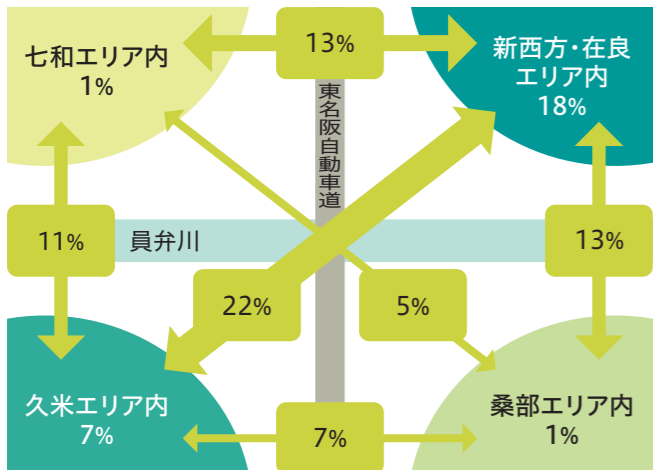 七和エリア内
1%
13%
新西方・在良
エリア内
18%
東名阪自動車道
11%
員弁川
13%
22%
5%
久米エリア内
7%
7%
桑部エリア内
1%